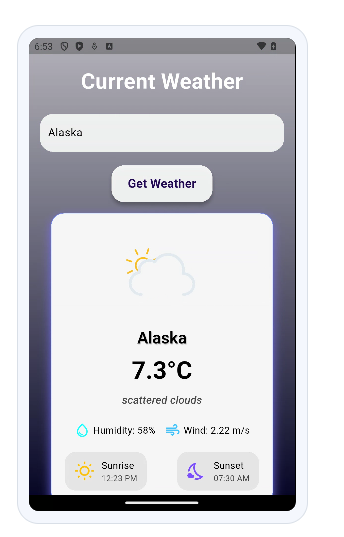 6:53
Current Weather
Alaska
Get Weather
Alaska
7.3°C
scattered clouds
Humidity: 58% Wind: 2.22 m/s
Sunrise
12:23 PM
Sunset
07:30 AM